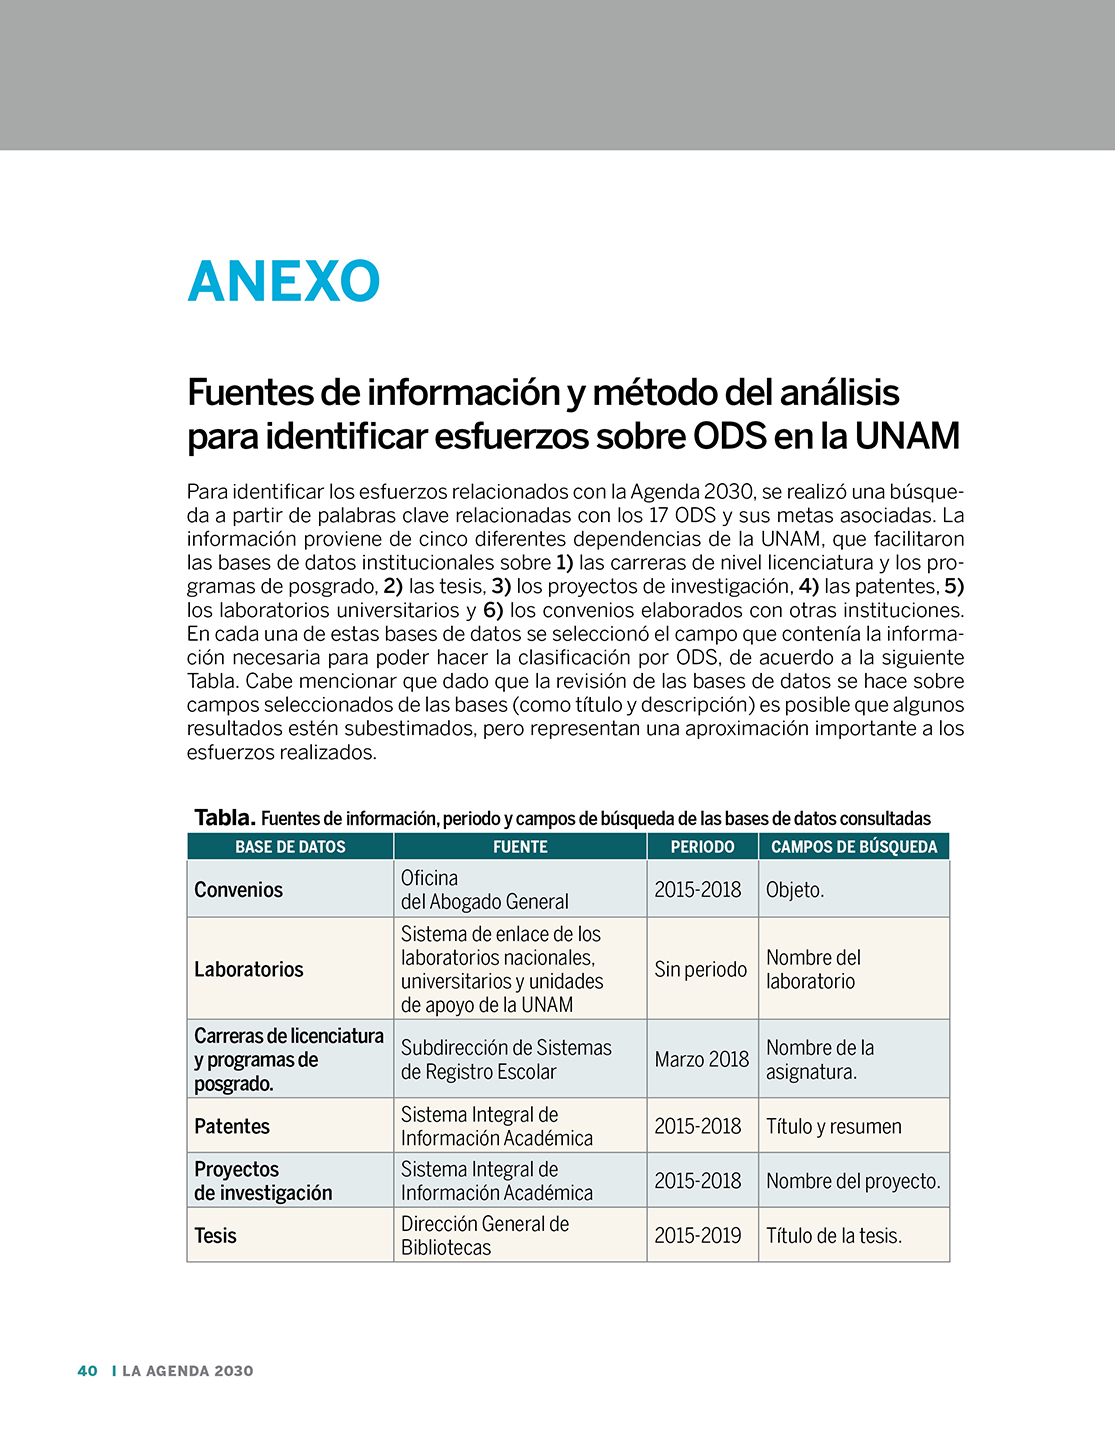 ANEXO
Fuentes de información y método del análisis
para identificar esfuerzos sobre ODS en la UNAM
Para identificar los esfuerzos relacionados con la Agenda 2030, se realizó una búsque-
da a partir de palabras clave relacionadas con los 17 ODS y sus metas asociadas. La
información proviene de cinco diferentes dependencias de la UNAM, que facilitaron
las bases de datos institucionales sobre 1) las carreras de nivel licenciatura y los pro-
gramas de posgrado, 2) las tesis, 3) los proyectos de investigación, 4) las patentes, 5)
los laboratorios universitarios y 6) los convenios elaborados con otras instituciones.
En cada una de estas bases de datos se seleccionó el campo que contenía la informa-
ción necesaria para poder hacer la clasificación por ODS, de acuerdo a la siguiente
Tabla. Cabe mencionar que dado que la revisión de las bases de datos se hace sobre
campos seleccionados de las bases (como título y descripción) es posible que algunos
resultados estén subestimados, pero representan una aproximación importante a los
esfuerzos realizados.
Tabla. Fuentes de información, periodo y campos de búsqueda de las bases de datos consultadas
BASE DE DATOS FUENTE PERIODO CAMPOS DE BÚSQUEDA
Convenios
Oficina
del Abogado General
2015-2018
Objeto.
Laboratorios
Sistema de enlace de los
laboratorios nacionales,
universitarios y unidades
de apoyo de la UNAM
Sin periodo
Nombre del
laboratorio
Carreras de licenciatura
y programas de
posgrado.
Subdirección de Sistemas
de Registro Escolar
Marzo 2018
Nombre de la
asignatura.
Patentes
Sistema Integral de
Información Académica
2015-2018
Título y resumen
Proyectos
de investigación
Sistema Integral de
Información Académica
2015-2018
Nombre del proyecto.
Tesis
Dirección General de
Bibliotecas
2015-2019
Título de la tesis.
40 I LA AGENDA 2030